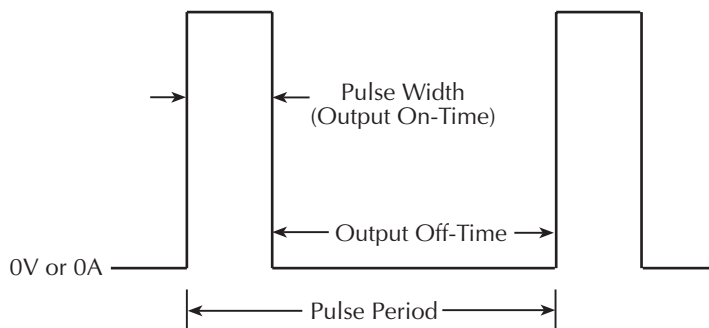 Pulse Width
(Output On-Time)
Output Off-Time
0V or 0A
Pulse Period